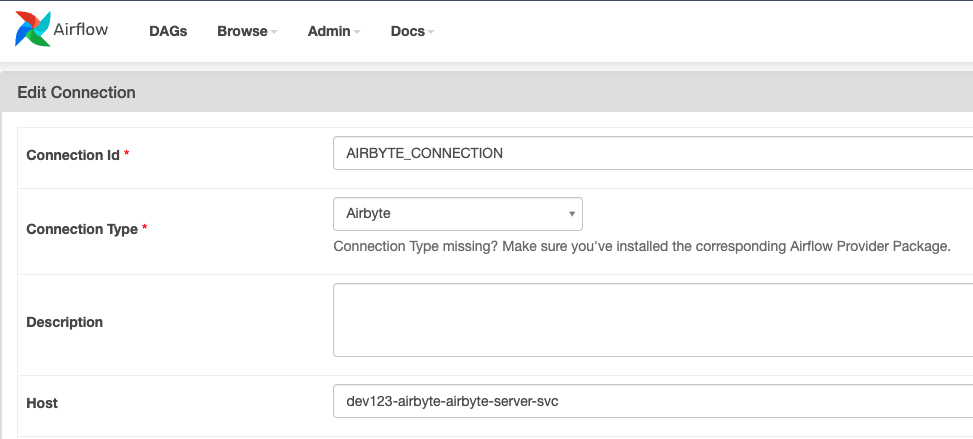 Airflow DAGs Browse Admin Docs
Edit Connection
Connection Id * AIRBYTE_CONNECTION
Connection Type * Airbyte
Connection Type missing? Make sure you've installed the corresponding Airflow Provider Package.
Description
Host dev123-airbyte-airbyte-server-svc